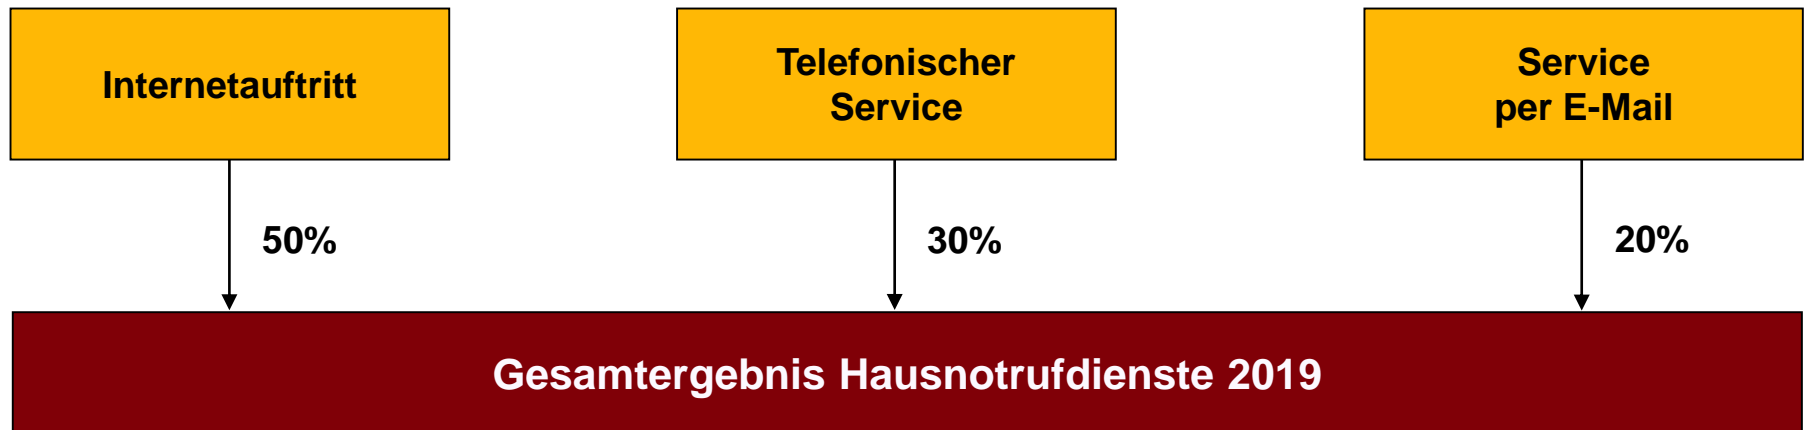 Internetauftritt
Telefonischer
Service
Service
per E-Mail
50%
30%
20%
Gesamtergebnis Hausnotrufdienste 2019